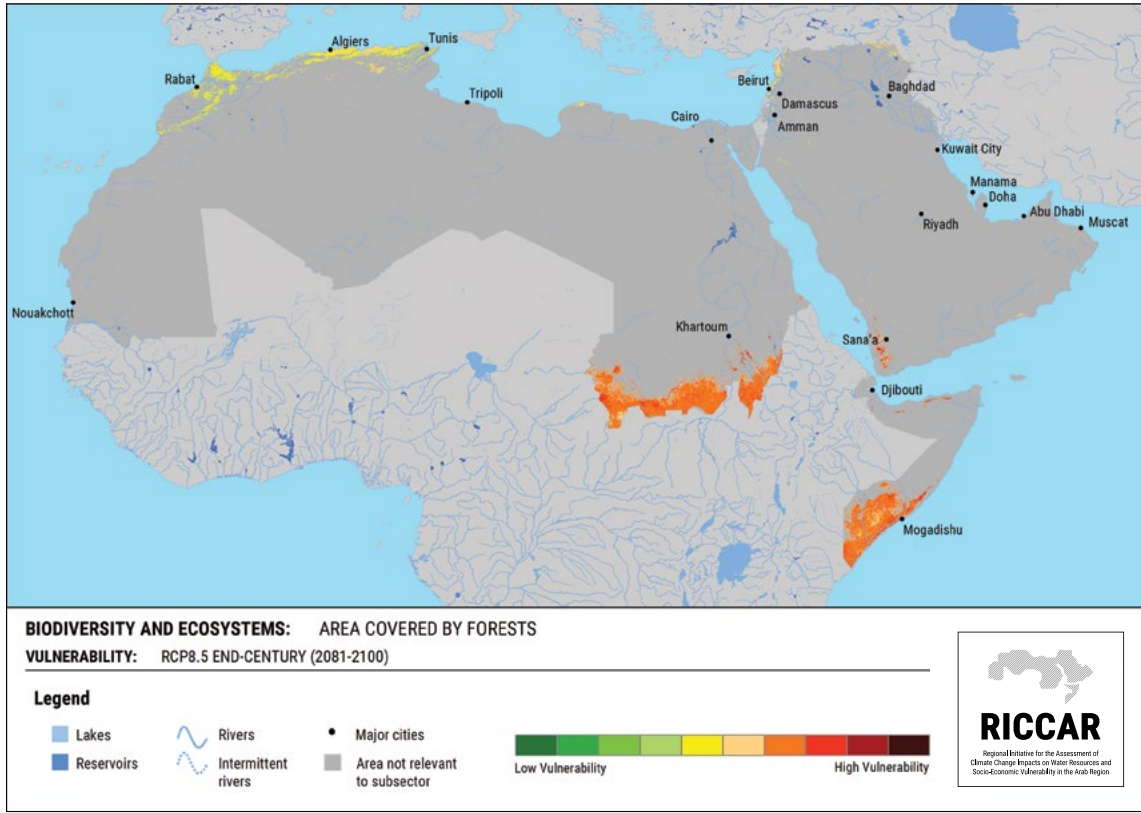 Algiers
Tunis
Rabat
Tripoli
Beirut
Damascus
Baghdad
Amman
Cairo
Kuwait City
Manama
Doha
Abu Dhabi
Muscat
Riyadh
Nouakchott
Khartoum
Sana'a
Djibouti
Mogadishu
BIODIVERSITY AND ECOSYSTEMS: AREA COVERED BY FORESTS
VULNERABILITY: RCP8.5 END-CENTURY (2081-2100)
Legend
Lakes
Reservoirs
Rivers
Intermittent
rivers
Major cities
Area not relevant
to subsector
Low Vulnerability
High Vulnerability
RICCAR
Regional Initiative for the Assessment of
Climate Change Impacts on Water Resources and
Socio-Economic Vulnerability in the Arab Region